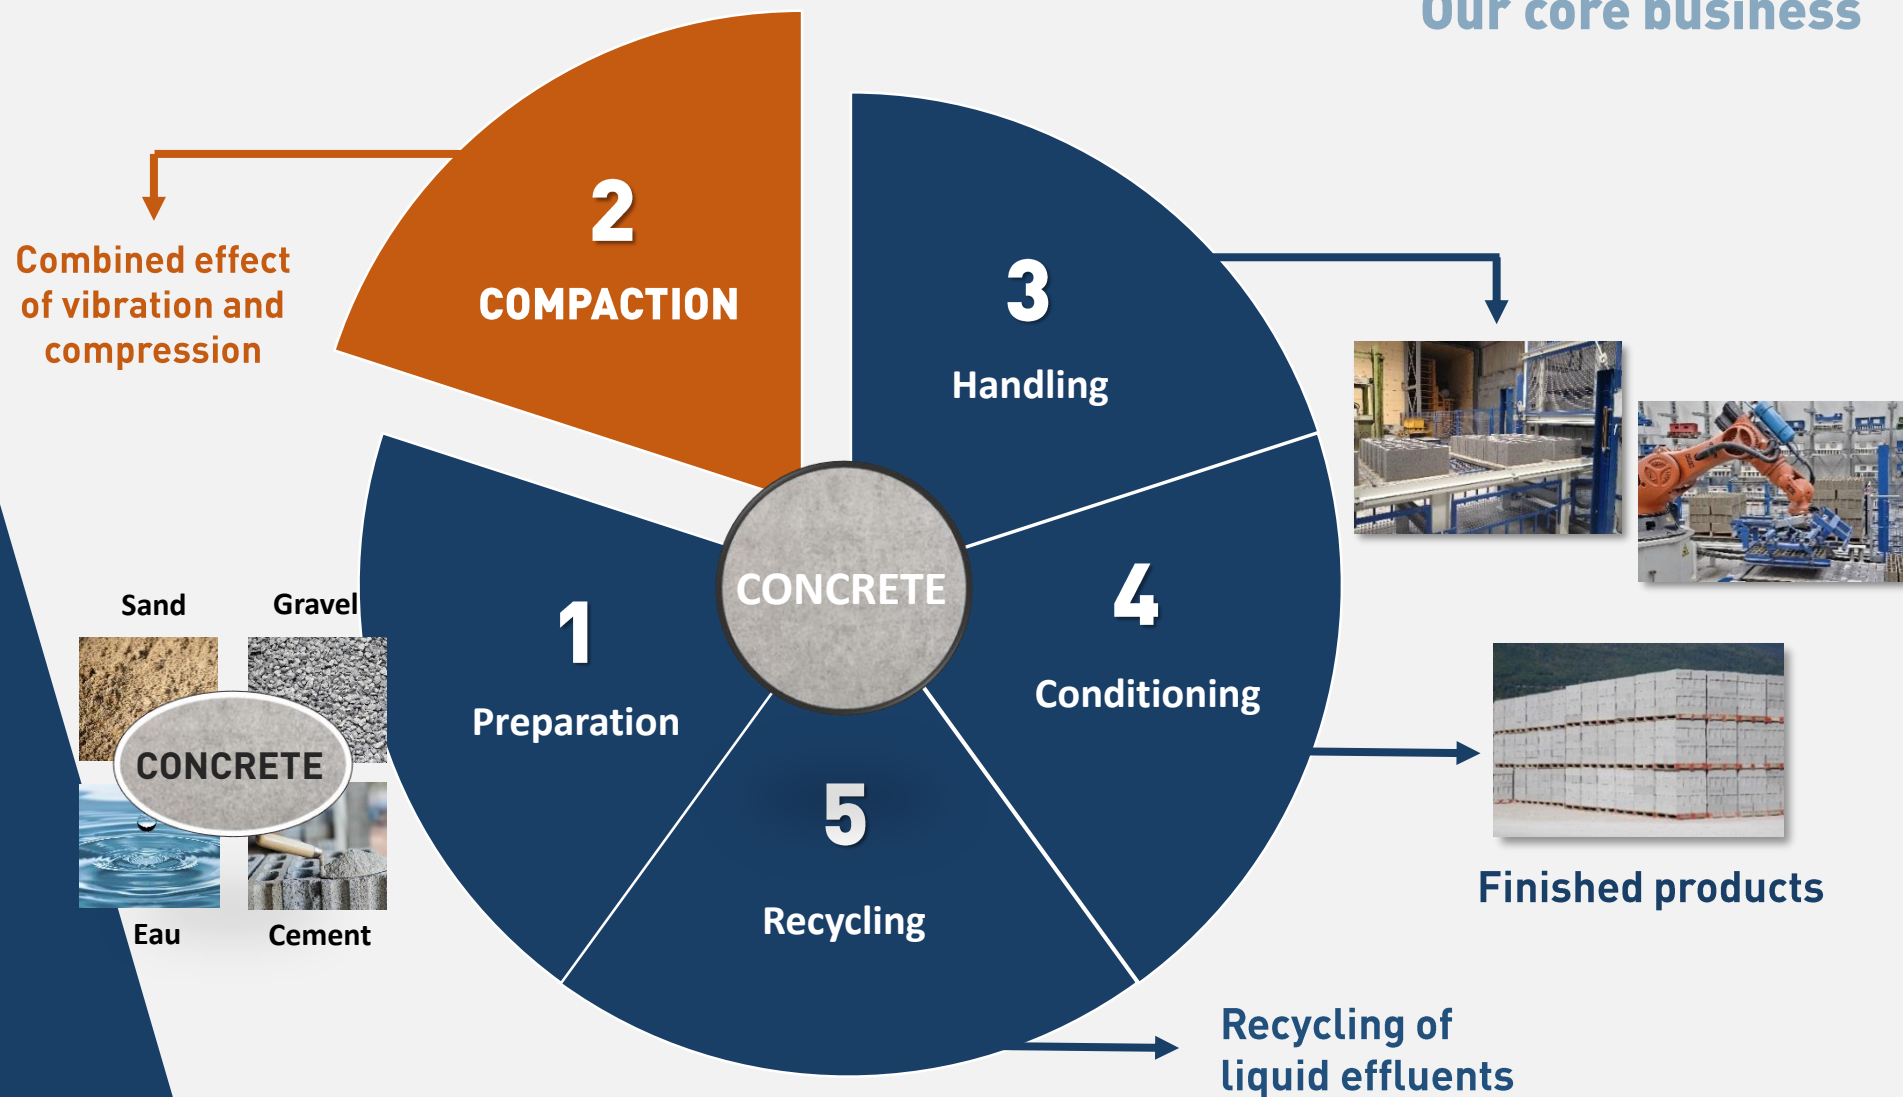 Our core business
2
COMPACTION
Combined effect
of vibration and
compression
3
Handling
CONCRETE
4
Conditioning
1
Preparation
Sand
Gravel
CONCRETE
Eau
Cement
5
Recycling
Finished products
Recycling of
liquid effluents